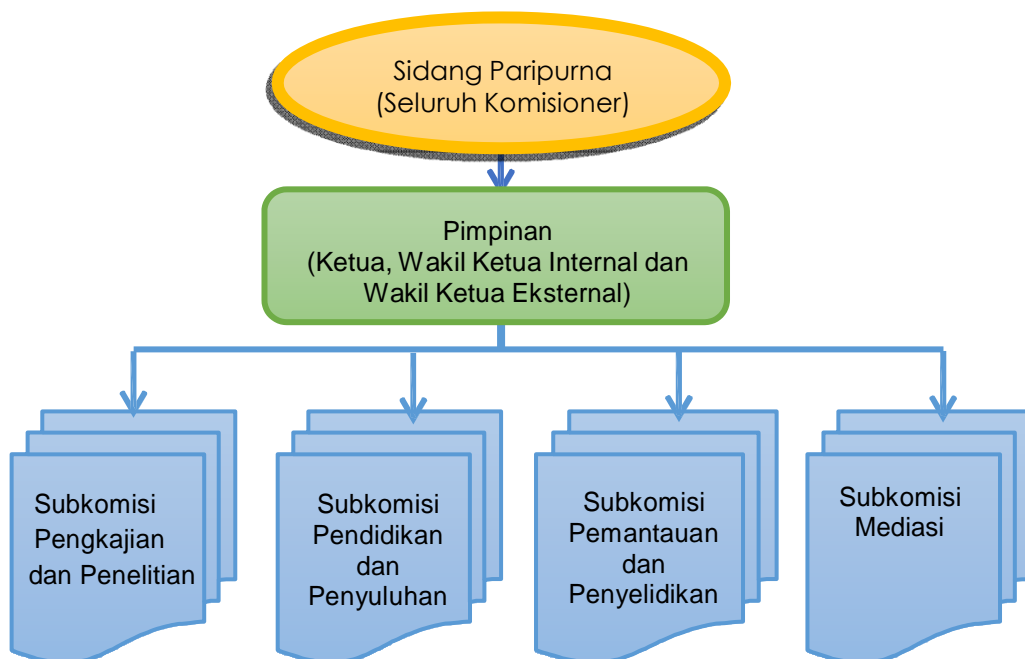 Sidang Paripurna
(Seluruh Komisioner)
Pimpinan
(Ketua, Wakil Ketua Internal dan
Wakil Ketua Eksternal)
Subkomisi
Pengkajian
dan Penelitian
Subkomisi
Pendidikan
dan
Penyuluhan
Subkomisi
Pemantauan
dan
Penyelidikan
Subkomisi
Mediasi